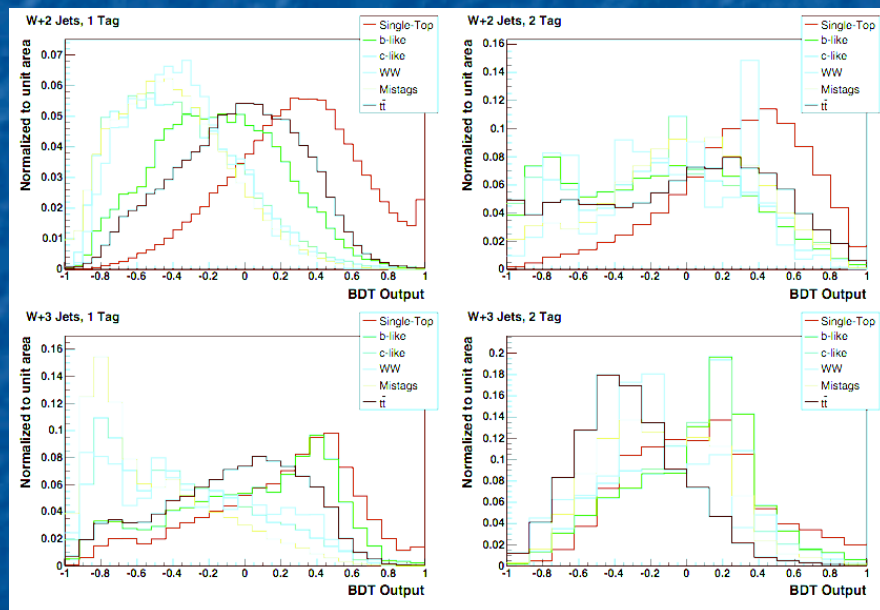 W+2 Jets, 1 Tag
Normalized to unit area
0.07
0.06
0.05
0.04
0.03
0.02
0.01
0
-1 -0.8 -0.6 -0.4 -0.2 0 0.2 0.4 0.6 0.8 1
BDT Output
Single-Top
b-like
c-like
WW
Mistags
tt̄
W+2 Jets, 2 Tag
Normalized to unit area
0.16
0.14
0.12
0.10
0.08
0.06
0.04
0.02
0
-1 -0.8 -0.6 -0.4 -0.2 0 0.2 0.4 0.6 0.8 1
BDT Output
Single-Top
b-like
c-like
WW
Mistags
tt̄
W+3 Jets, 1 Tag
Normalized to unit area
0.16
0.14
0.12
0.1
0.08
0.06
0.04
0.02
0
-1 -0.8 -0.6 -0.4 -0.2 0 0.2 0.4 0.6 0.8 1
BDT Output
Single-Top
b-like
c-like
WW
Mistags
tt̄
W+3 Jets, 2 Tag
Normalized to unit area
0.2
0.18
0.16
0.14
0.12
0.1
0.08
0.06
0.04
0.02
0
-1 -0.8 -0.6 -0.4 -0.2 0 0.2 0.4 0.6 0.8 1
BDT Output
Single-Top
b-like
c-like
WW
Mistags
tt̄